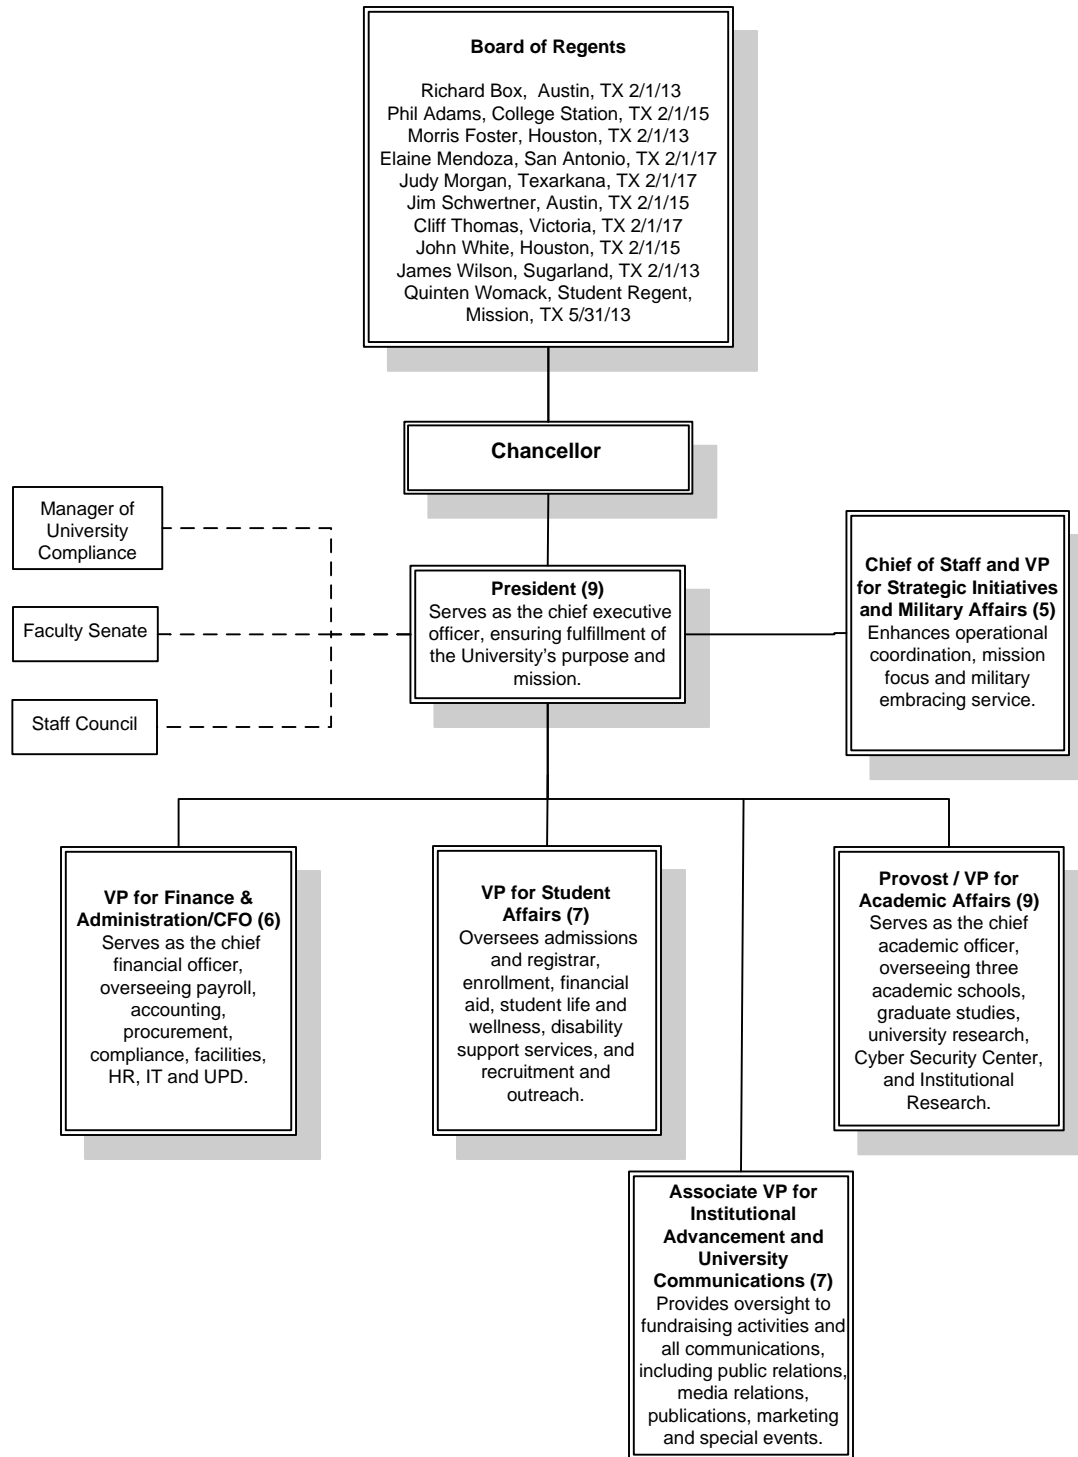 Board of Regents
Richard Box,  Austin, TX 2/1/13
Phil Adams, College Station, TX 2/1/15
Morris Foster, Houston, TX 2/1/13
Elaine Mendoza, San Antonio, TX 2/1/17
Judy Morgan, Texarkana, TX 2/1/17
Jim Schwertner, Austin, TX 2/1/15
Cliff Thomas, Victoria, TX 2/1/17
John White, Houston, TX 2/1/15
James Wilson, Sugarland, TX 2/1/13
Quinten Womack, Student Regent,
Mission, TX 5/31/13
Chancellor
Manager of
University
Compliance
Faculty Senate
Staff Council
President (9)
Serves as the chief executive
officer, ensuring fulfillment of
the University’s purpose and
mission.
Chief of Staff and VP
for Strategic Initiatives
and Military Affairs (5)
Enhances operational
coordination, mission
focus and military
embracing service.
VP for Finance &
Administration/CFO (6)
Serves as the chief
financial officer,
overseeing payroll,
accounting,
procurement,
compliance, facilities,
HR, IT and UPD.
VP for Student
Affairs (7)
Oversees admissions
and registrar,
enrollment, financial
aid, student life and
wellness, disability
support services, and
recruitment and
outreach.
Provost / VP for
Academic Affairs (9)
Serves as the chief
academic officer,
overseeing three
academic schools,
graduate studies,
university research,
Cyber Security Center,
and Institutional
Research.
Associate VP for
Institutional
Advancement and
University
Communications (7)
Provides oversight to
fundraising activities and
all communications,
including public relations,
media relations,
publications, marketing
and special events.